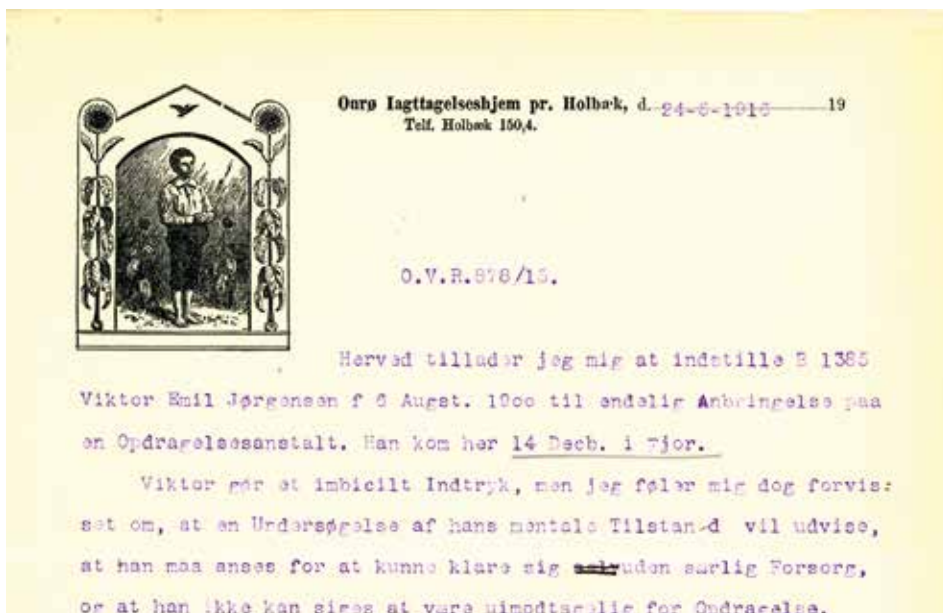 Onrø Iagttagelseshjem pr. Holbæk, d. 24-6-1916 19
Telf. Holbæk 150,4.
O.V.R.878/15.
Herved tillader jeg mig at indstille B 1385
Viktor Emil Jørgensen f 6 Augst. 19oo til endelig Anbringelse paa
en Opdragelsesanstalt. Han kom her 14 Decb. i Fjor.
Viktor gør et imbicilt Indtryk, men jeg føler mig dog forvis:
set om, at en Undersøgelse af hans mentale Tilstand vil udvise,
at han maa anses for at kunne klare sig uden særlig Forsorg,
og at han ikke kan siges at være uimodtagelig for Opdragelse.